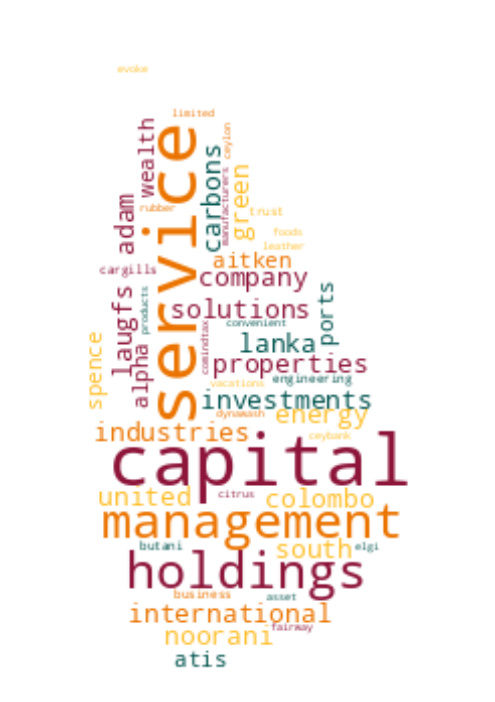 evoke
limited
wealth
service
ceylon
carbons
manufacturers
green
adam
rubber
trust
foods
leather
aitken
cargills
company
laugfs
products
solutions
ports
convenient
comindtax
lanka
spence
alpha
properties
engineering
vacations
investments
dynawash
energy
industries
ceybank
capital
united
citrus
colombo
management
butani
south
elgi
holdings
business
asset
international
fairway
noorani
atis